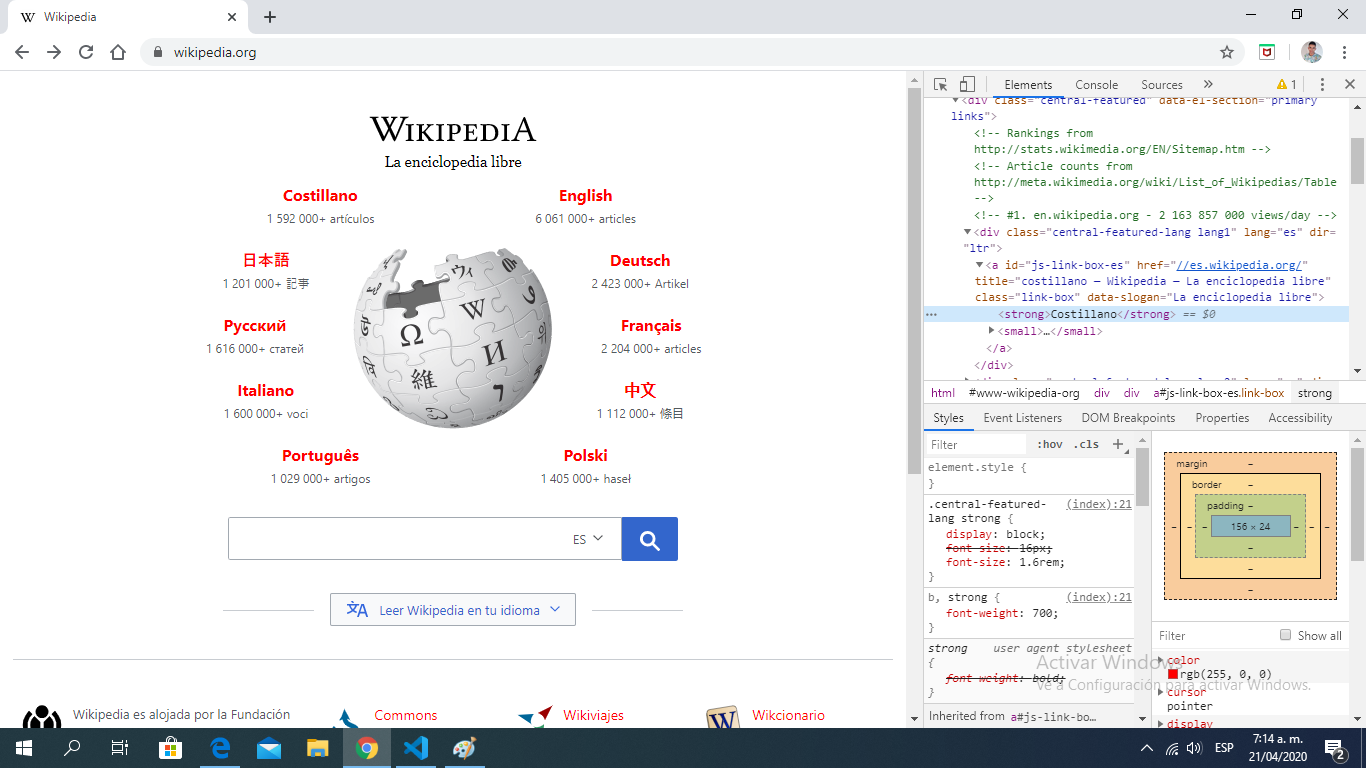 Wikipedia
wikipedia.org
WIKIPEDIA
La enciclopedia libre
Costillano
1 592 000+ artículos
English
6 061 000+ articles
日本語
1 201 000+ 記事
Deutsch
2 423 000+ Artikel
Русский
1 616 000+ статей
Français
2 204 000+ articles
Italiano
1 600 000+ voci
中文
1 112 000+ 條目
Português
1 029 000+ artigos
Polski
1 405 000+ haseł
Ω
W
И
維
ウィ
7
ES
Leer Wikipedia en tu idioma
Wikipedia es alojada por la Fundación
Commons
Wikiviajes
Wikcionario
Elements Console Sources » 1
<div class="central-featured" data-el-section="primary
links">
<!-- Rankings from
http://stats.wikimedia.org/EN/Sitemap.htm -->
<!-- Article counts from
http://meta.wikimedia.org/wiki/List_of_Wikipedias/Table
-->
<!-- #1. en.wikipedia.org - 2 163 857 000 views/day -->
<div class="central-featured-lang lang1" lang="es" dir=
"ltr">
<a id="js-link-box-es" href="//es.wikipedia.org/"
title="costillano — Wikipedia — La enciclopedia libre"
class="link-box" data-slogan="La enciclopedia libre">
<strong>Costillano</strong> == $0
<small>…</small>
</a>
</div>
html #www-wikipedia-org div div a#js-link-box-es.link-box strong
Styles Event Listeners DOM Breakpoints Properties Accessibility
Filter :hov .cls +
element.style {
}
.central-featured- (index):21
lang strong {
display: block;
font-size: 16px;
font-size: 1.6rem;
}
b, strong { (index):21
font-weight: 700;
}
strong user agent stylesheet
{
font-weight: bold;
}
Inherited from a#js-link-bo…
margin –
border –
padding –
– – – 156 × 24 – – –
–
–
–
Filter Show all
color
rgb(255, 0, 0)
cursor
pointer
display
Activar Windows
Ve a Configuración para activar Windows.
ESP
7:14 a. m.
21/04/2020
2